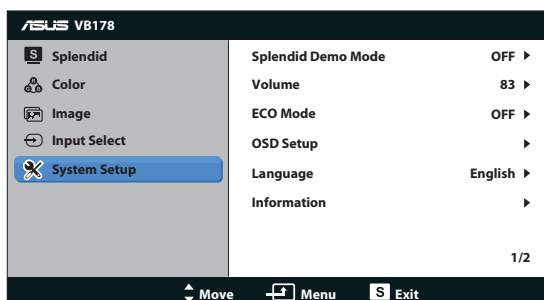 ASUS VB178
S Splendid
Color
Image
Input Select
System Setup
Splendid Demo Mode OFF
Volume 83
ECO Mode OFF
OSD Setup
Language English
Information
1/2
Move Menu S Exit